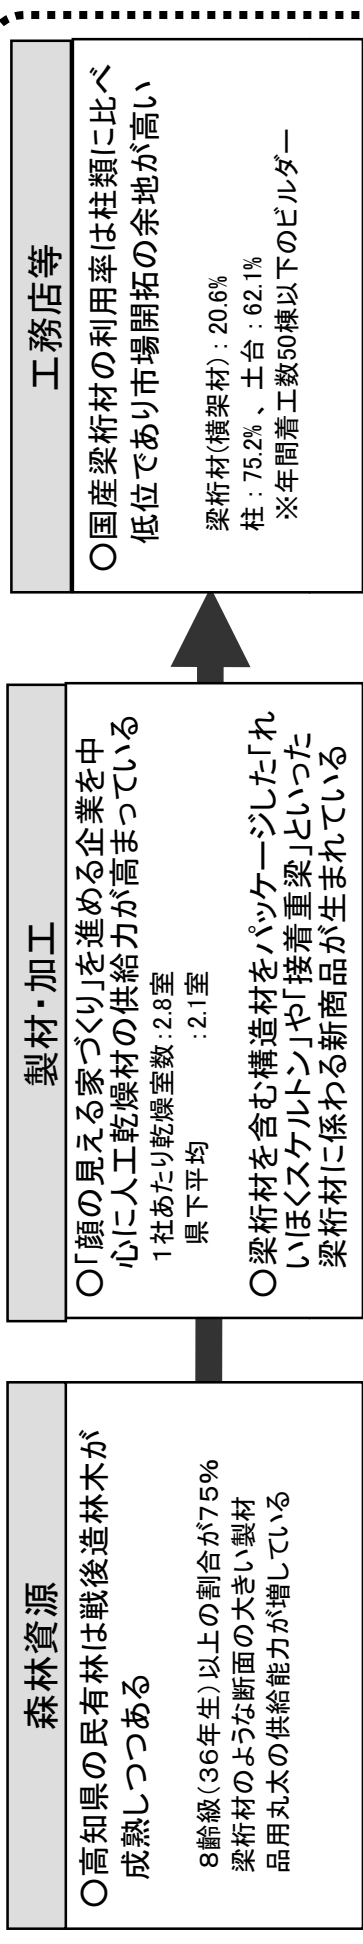 森林資源
○高知県の民有林は戦後造林木が
成熟しつつある
8齢級(36年生)以上の割合が75%
梁桁材のような断面の大きい製材
品用丸太の供給能力が増している
製材・加工
○「顔の見える家づくり」を進める企業を中
心に人工乾燥材の供給力が高まっている
1社あたり乾燥室数:2.8室
県下平均　　　　:2.1室
○梁桁材を含む構造材をパッケージした「れ
いほくスケルトン」や「接着重梁」といった
梁桁材に係わる新商品が生まれている
工務店等
○国産梁桁材の利用率は柱類に比べ
低位であり市場開拓の余地が高い
梁桁材(横架材):20.6%
柱:75.2%、土台:62.1%
※年間着工数50棟以下のビルダー